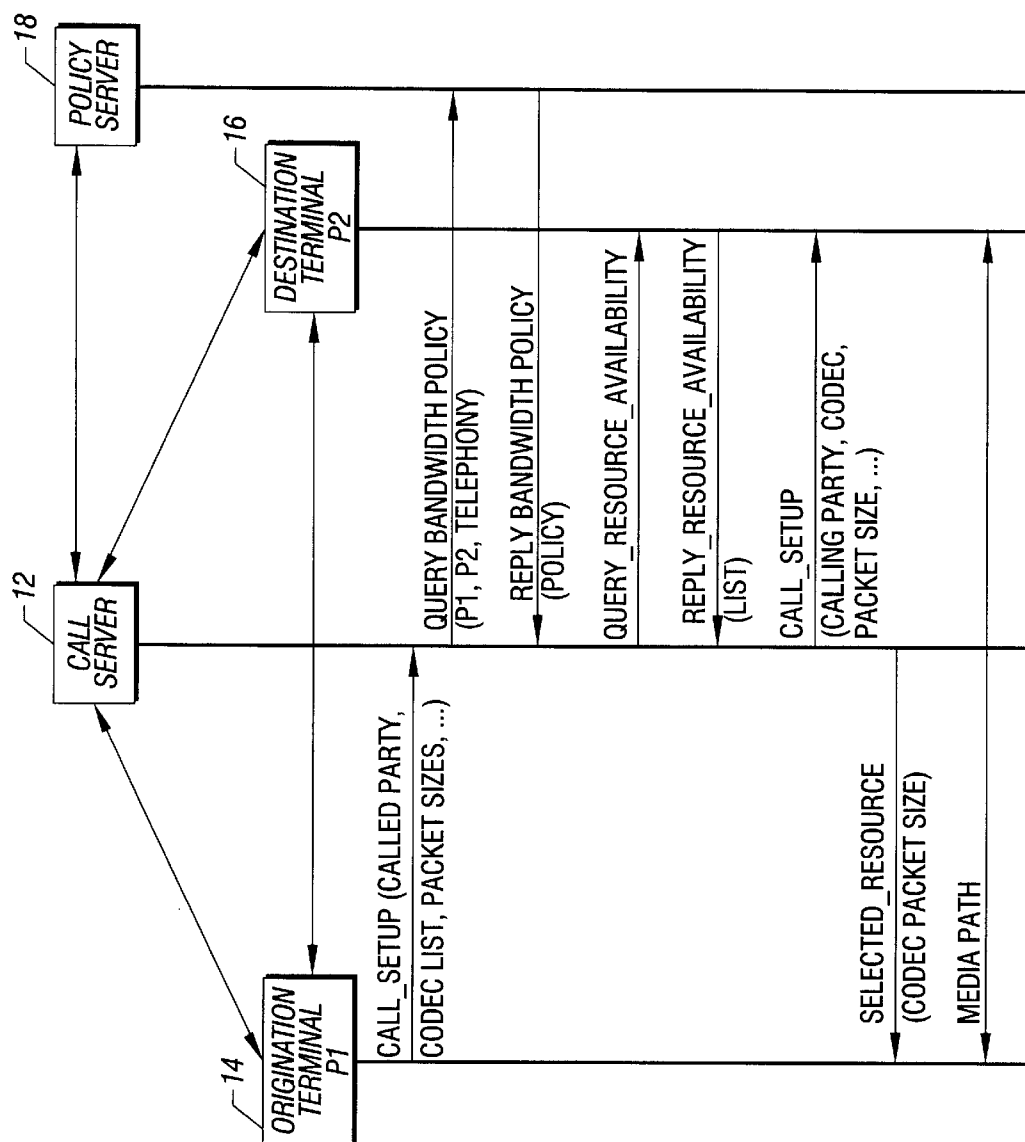 12
CALL
SERVER
18
POLICY
SERVER
14
ORIGINATION
TERMINAL
P1
16
DESTINATION
TERMINAL
P2
CALL_SETUP (CALLED PARTY,
CODEC LIST, PACKET SIZES, ...)
QUERY BANDWIDTH POLICY
(P1, P2, TELEPHONY)
REPLY BANDWIDTH POLICY
(POLICY)
QUERY_RESOURCE_AVAILABILITY
REPLY_RESOURCE_AVAILABILITY
(LIST)
CALL_SETUP
(CALLING PARTY, CODEC,
PACKET SIZE, ...)
SELECTED_RESOURCE
(CODEC PACKET SIZE)
MEDIA PATH